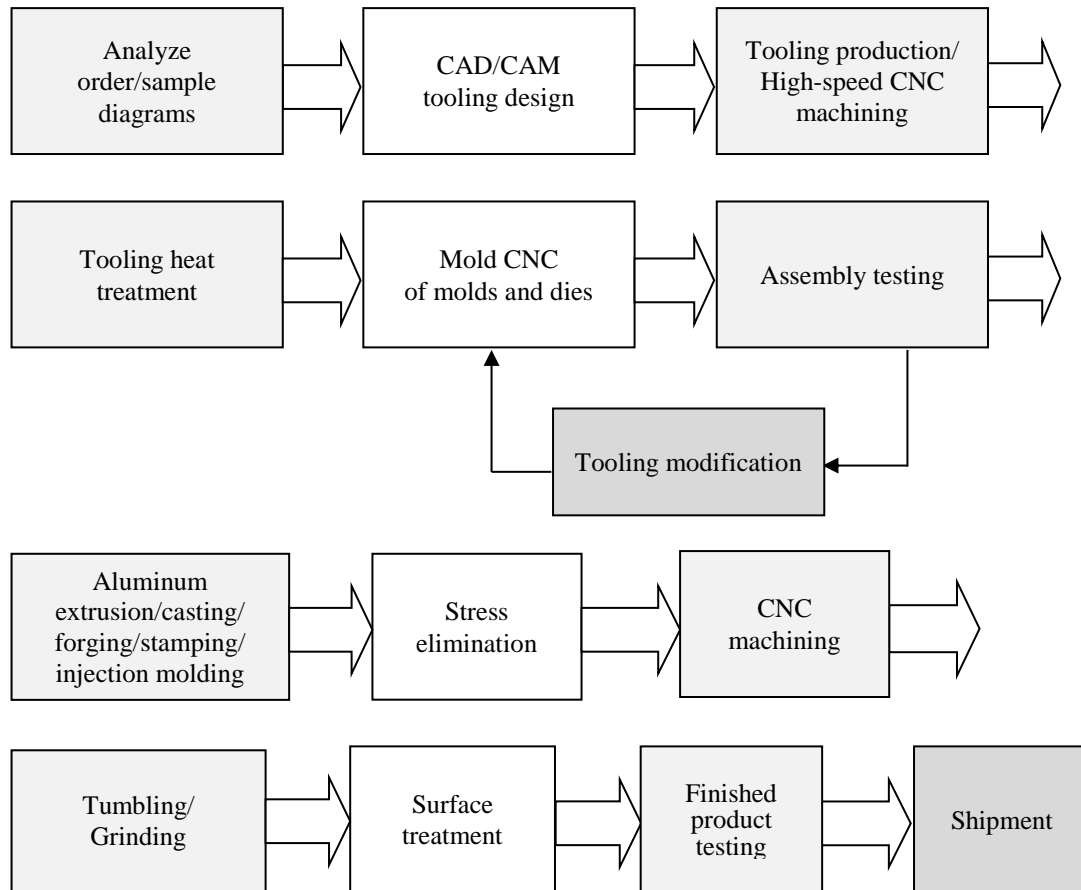 Analyze
order/sample
diagrams
CAD/CAM
tooling design
Tooling production/
High-speed CNC
machining
Tooling heat
treatment
Mold CNC
of molds and dies
Assembly testing
Tooling modification
Aluminum
extrusion/casting/
forging/stamping/
injection molding
Stress
elimination
CNC
machining
Tumbling/
Grinding
Surface
treatment
Finished
product
testing
Shipment